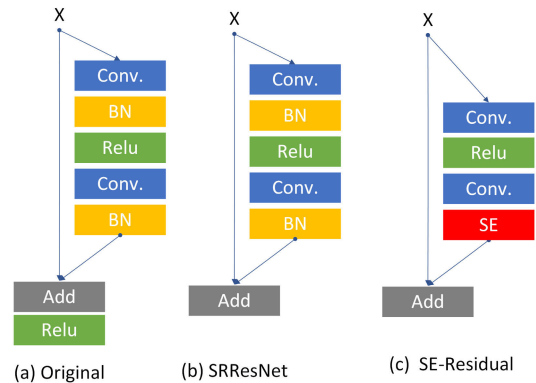 X
Conv.
BN
Relu
Conv.
BN
Add
Relu
(a) Original
X
Conv.
BN
Relu
Conv.
BN
Add
(b) SRResNet
X
Conv.
Relu
Conv.
SE
Add
(c) SE-Residual